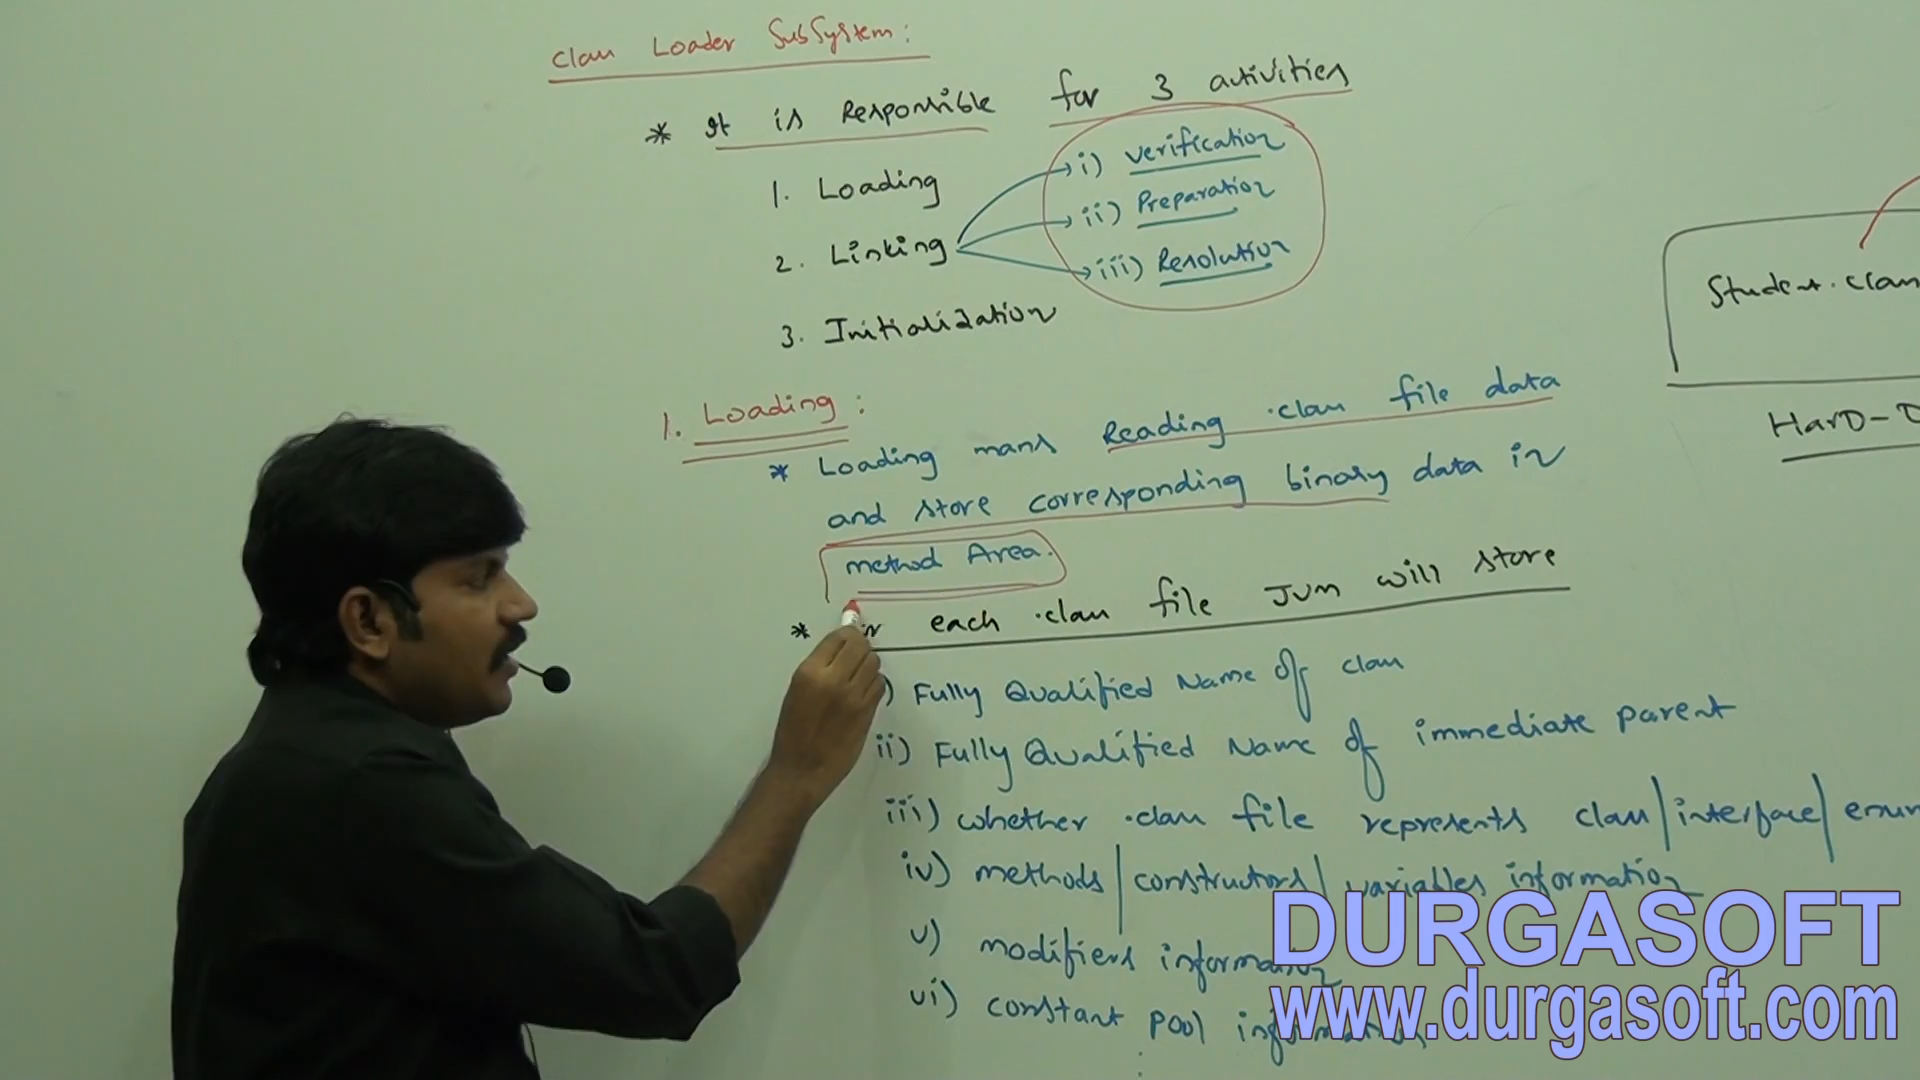 Class Loader SubSystem:
* It is Responsible for 3 activities
1. Loading
2. Linking
i) verification
ii) Preparation
iii) Resolution
3. Initialization
1. Loading:
* Loading mans Reading .class file data
and store corresponding binary data in
method Area.
* each .class file JVM will store
) Fully Qualified Name of class
ii) Fully Qualified Name of immediate parent
iii) whether .class file represents class/interface/enum
iv) methods/constructors/variables information
v) modifiers information
vi) constant pool information
Student.class
HarD-D
DURGASOFT
www.durgasoft.com